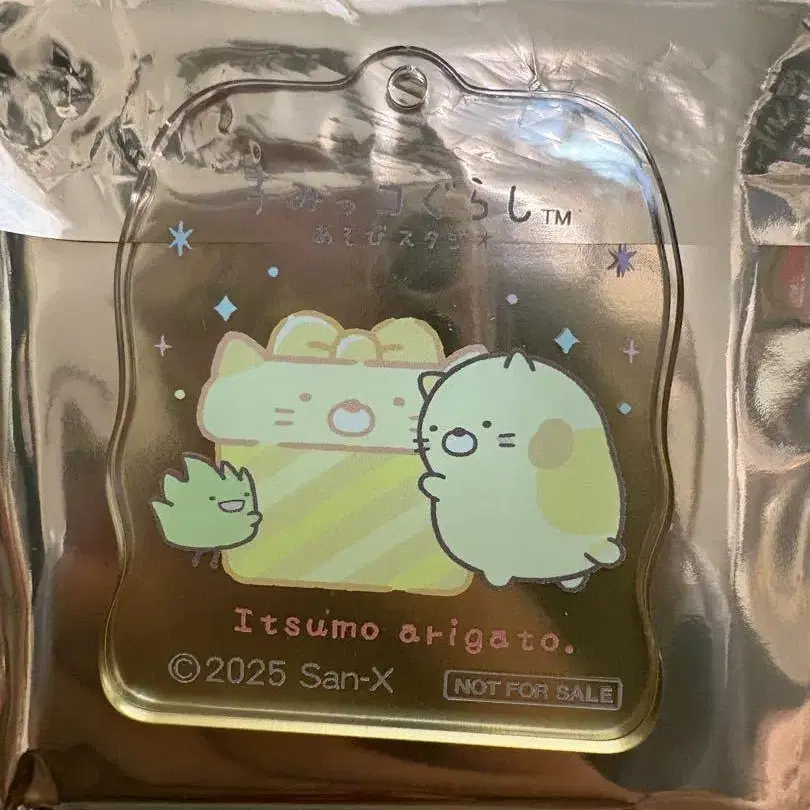 すみっコぐらし™
あそびスタジオ
Itsumo arigato.
©2025 San-X
NOT FOR SALE